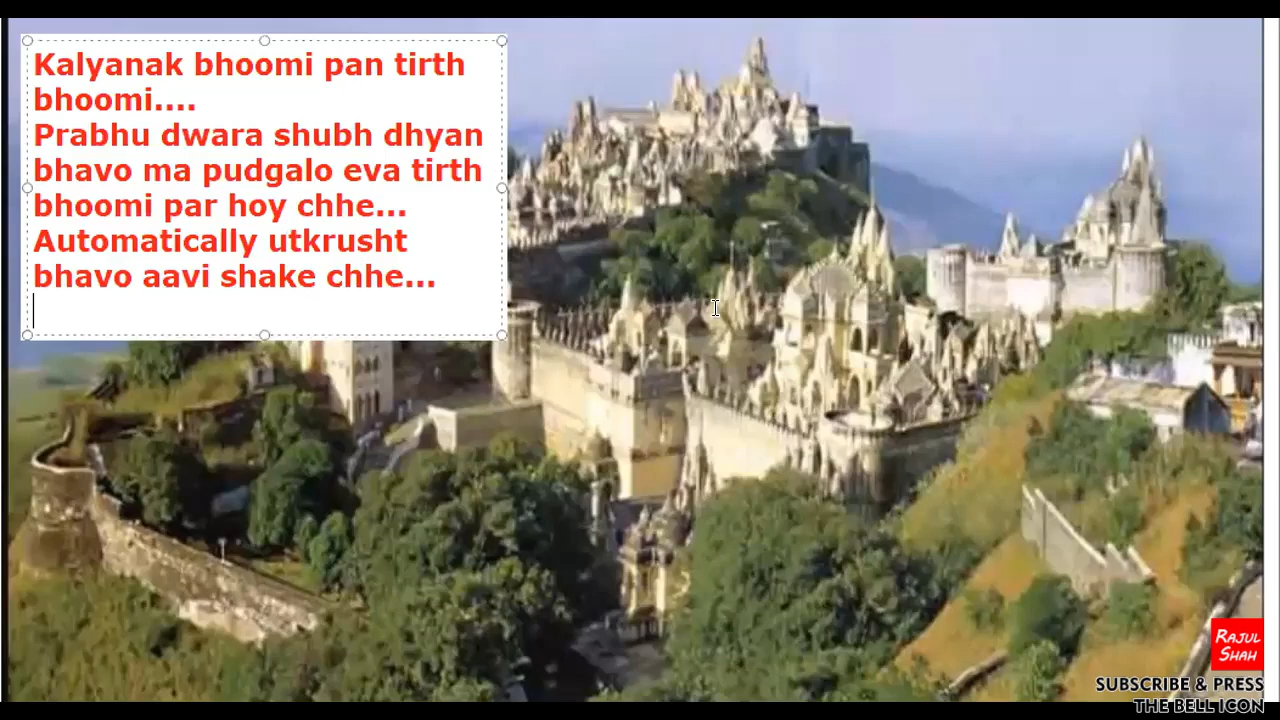 Kalyanak bhoomi pan tirth
bhoomi....
Prabhu dwara shubh dhyan
bhavo ma pudgalo eva tirth
bhoomi par hoy chhe...
Automatically utkrusht
bhavo aavi shake chhe...
RAJUL
SHAH
SUBSCRIBE & PRESS
THE BELL ICON